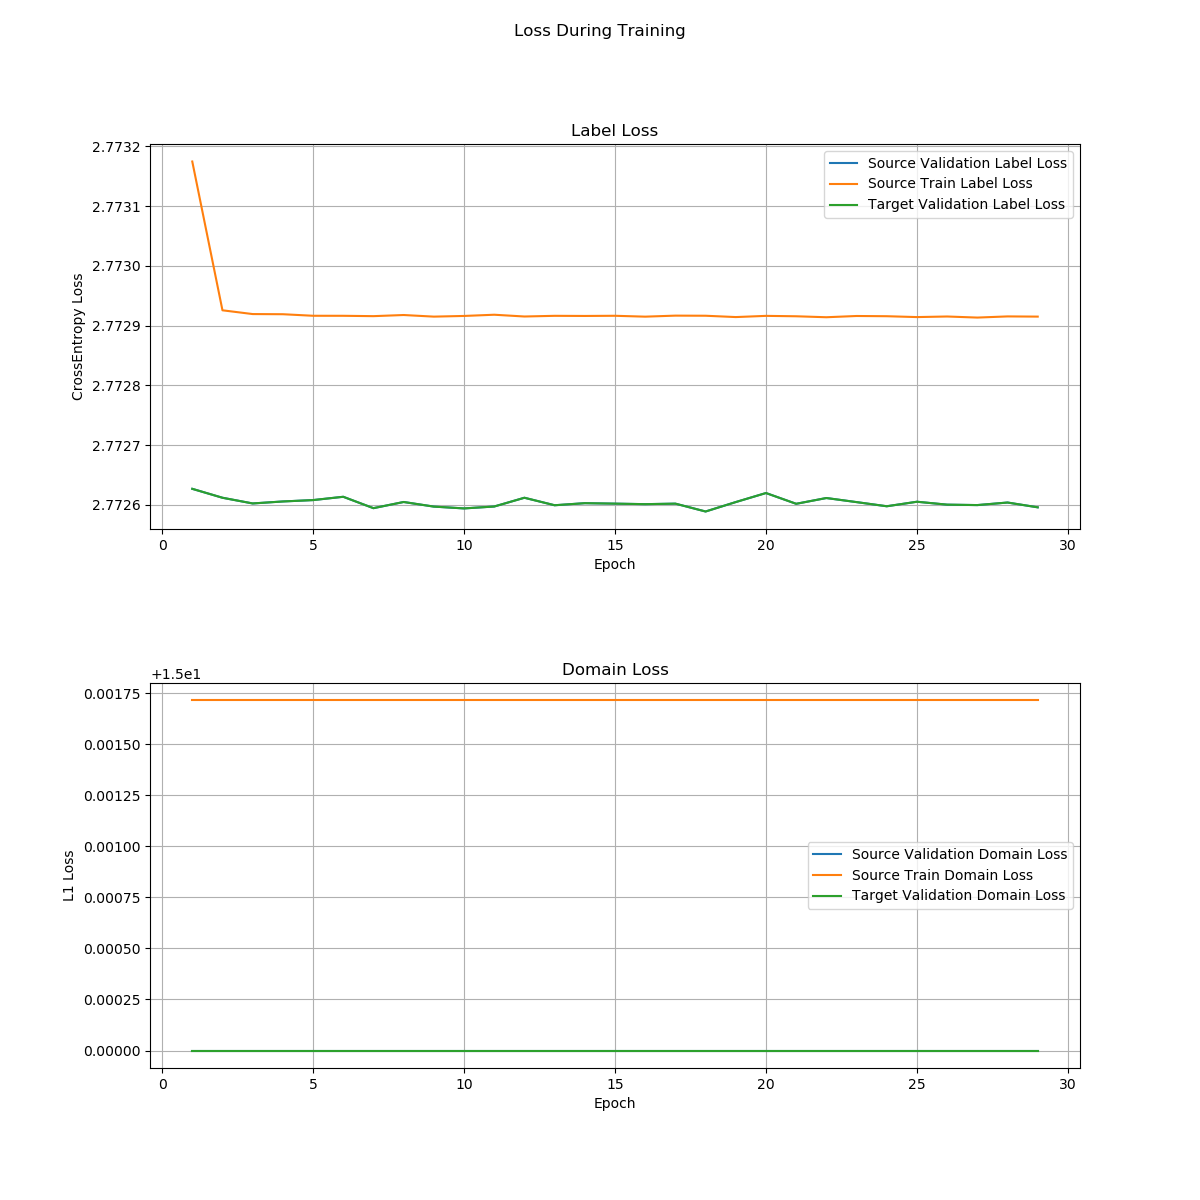 Loss During Training
Label Loss
2.7732
2.7731
2.7730
2.7729
2.7728
2.7727
2.7726
CrossEntropy Loss
Source Validation Label Loss
Source Train Label Loss
Target Validation Label Loss
0 5 10 15 20 25 30
Epoch
Domain Loss
+1.5e1
0.00175
0.00150
0.00125
0.00100
0.00075
0.00050
0.00025
0.00000
L1 Loss
Source Validation Domain Loss
Source Train Domain Loss
Target Validation Domain Loss
0 5 10 15 20 25 30
Epoch